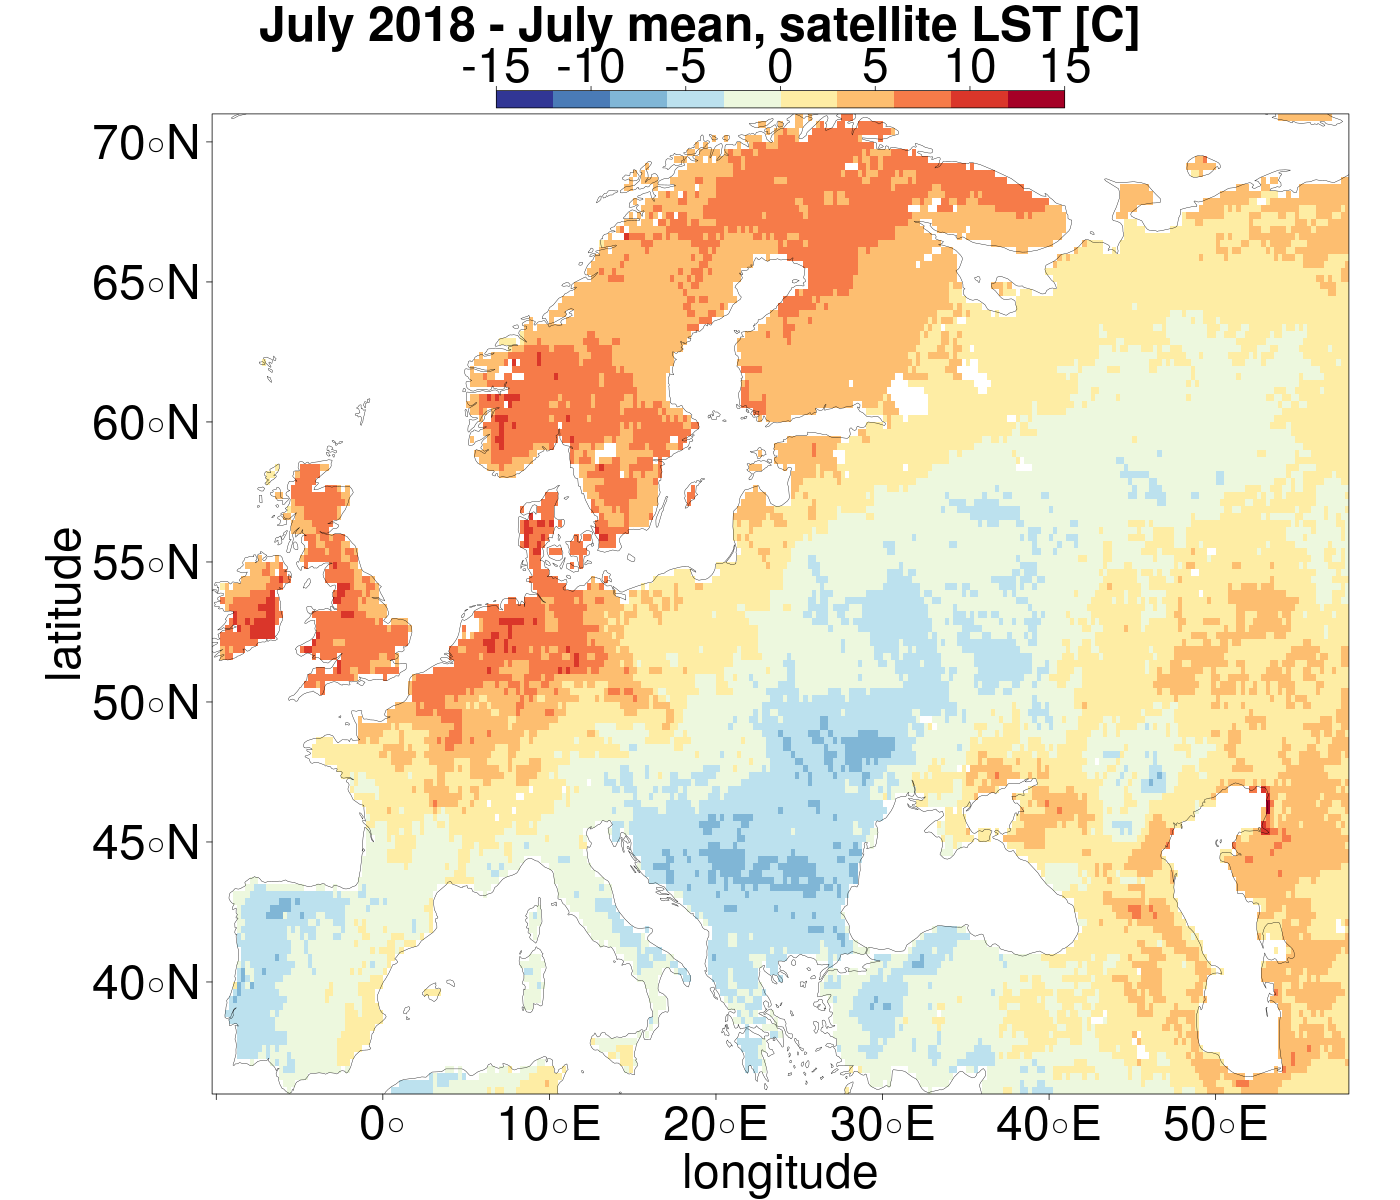 July 2018 - July mean, satellite LST [C]
-15 -10 -5 0 5 10 15
70◦N
65◦N
60◦N
55◦N
50◦N
45◦N
40◦N
latitude
0◦ 10◦E 20◦E 30◦E 40◦E 50◦E
longitude